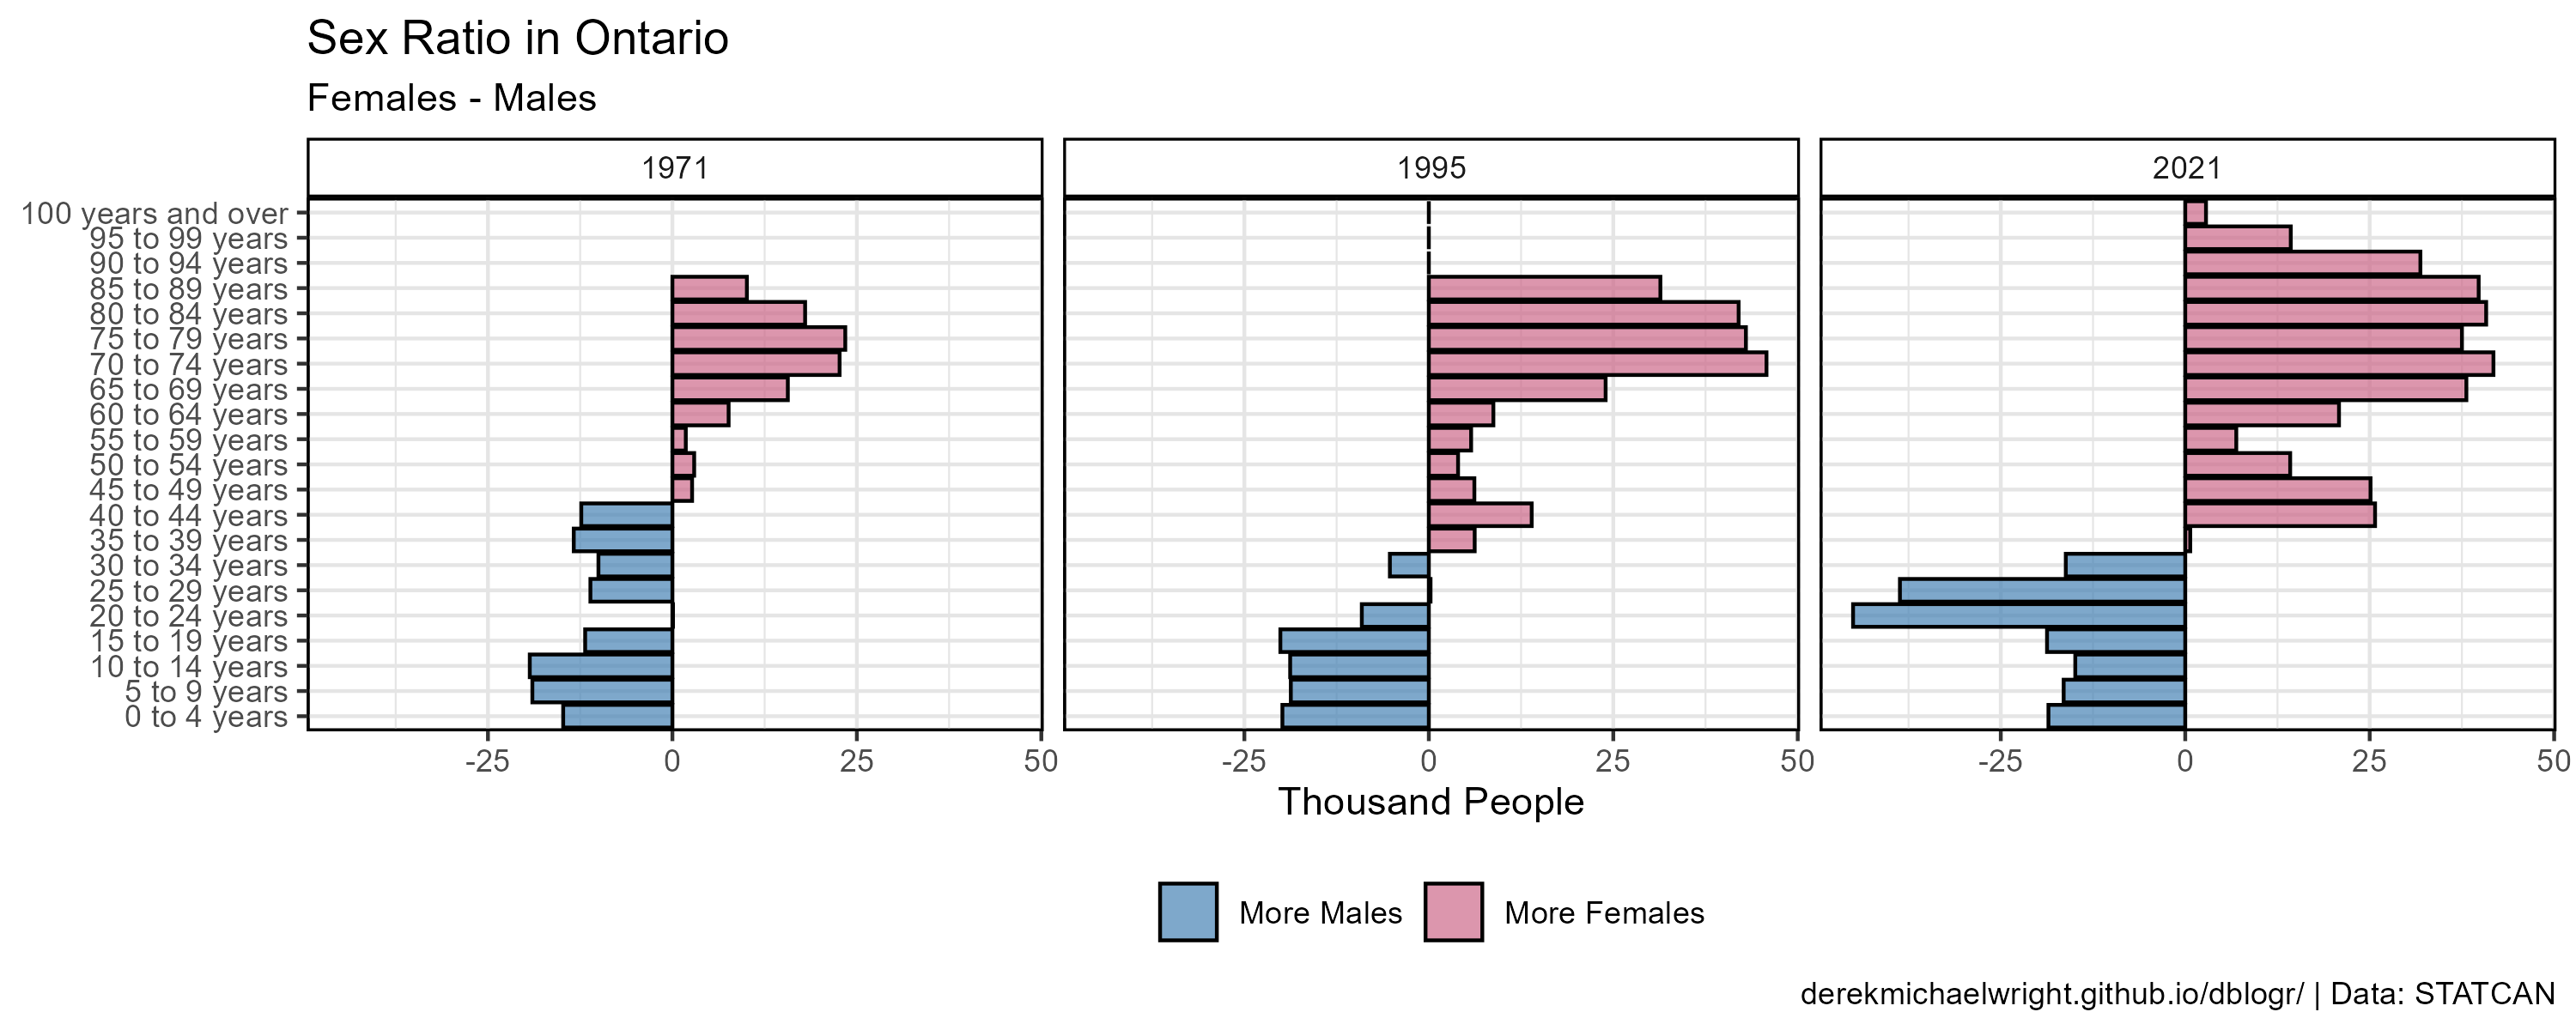 Sex Ratio in Ontario
Females - Males
1971
1995
2021
100 years and over
95 to 99 years
90 to 94 years
85 to 89 years
80 to 84 years
75 to 79 years
70 to 74 years
65 to 69 years
60 to 64 years
55 to 59 years
50 to 54 years
45 to 49 years
40 to 44 years
35 to 39 years
30 to 34 years
25 to 29 years
20 to 24 years
15 to 19 years
10 to 14 years
5 to 9 years
0 to 4 years
-25 0 25 50
-25 0 25 50
-25 0 25 50
Thousand People
More Males
More Females
derekmichaelwright.github.io/dblogr/ | Data: STATCAN